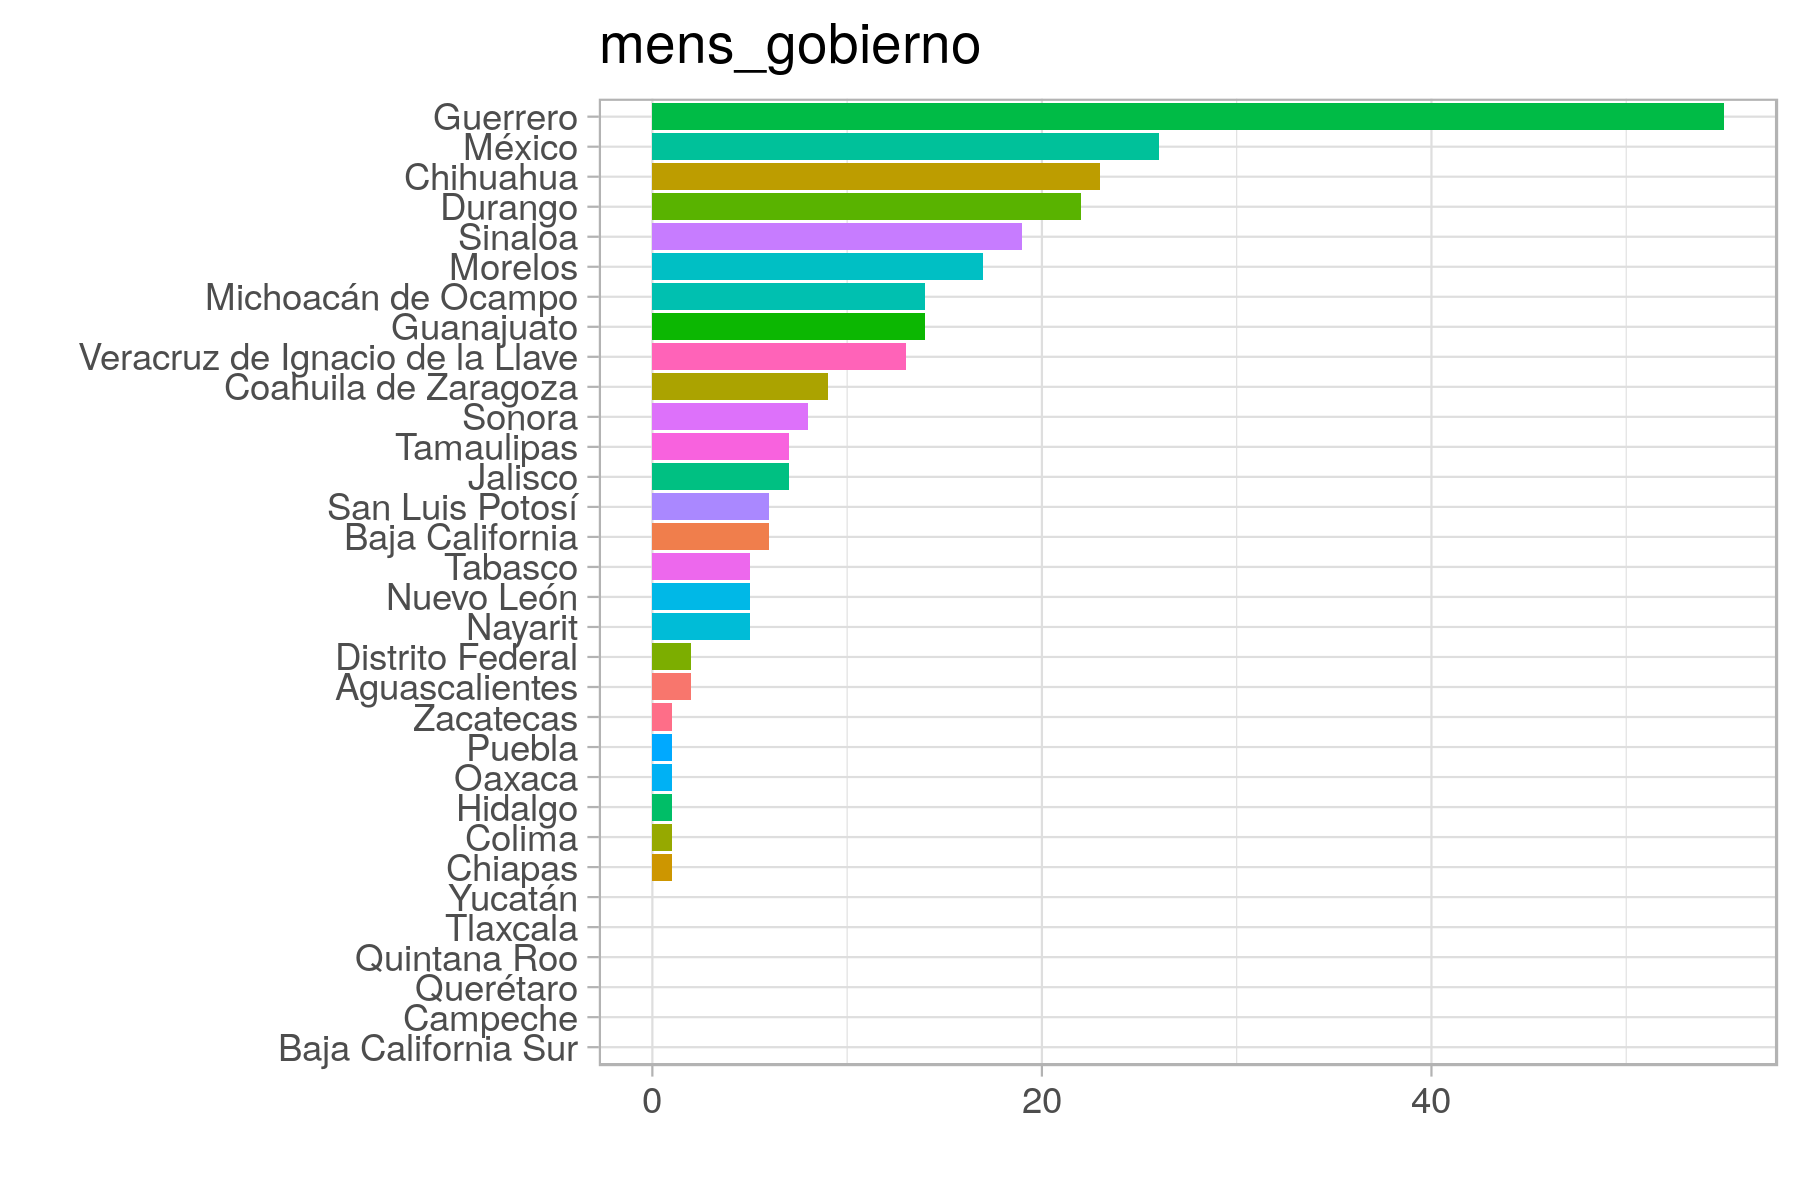 mens_gobierno
Guerrero
México
Chihuahua
Durango
Sinaloa
Morelos
Michoacán de Ocampo
Guanajuato
Veracruz de Ignacio de la Llave
Coahuila de Zaragoza
Sonora
Tamaulipas
Jalisco
San Luis Potosí
Baja California
Tabasco
Nuevo León
Nayarit
Distrito Federal
Aguascalientes
Zacatecas
Puebla
Oaxaca
Hidalgo
Colima
Chiapas
Yucatán
Tlaxcala
Quintana Roo
Querétaro
Campeche
Baja California Sur
0 20 40